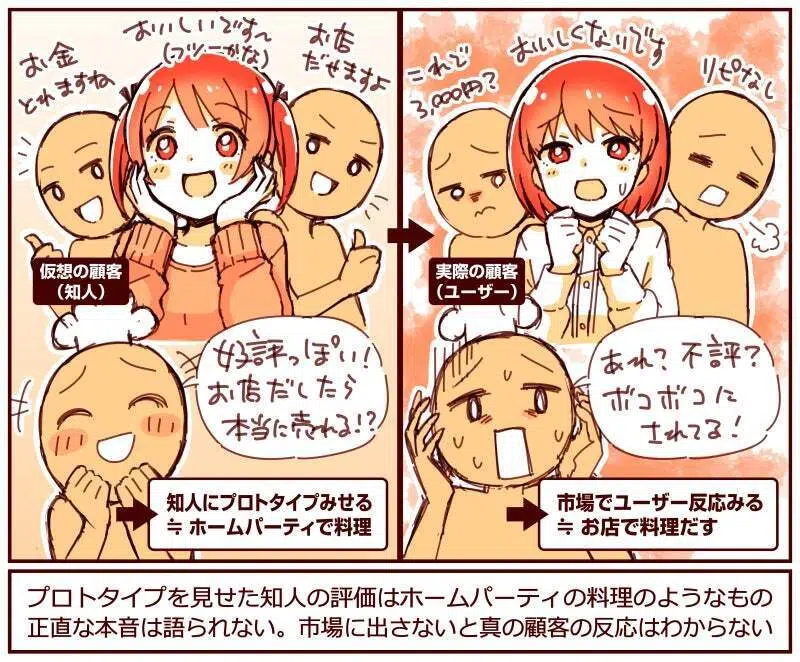 お金
とれますね
おいしいです〜
(フツーかな)
お店
だせますよ
仮想の顧客
(知人)
好評っぽい!
お店だしたら
本当に売れる!?
知人にプロトタイプみせる
≒ ホームパーティで料理
これで
3,000円?
おいしくないです
リピなし
実際の顧客
(ユーザー)
あれ?不評?
ボコボコに
されてる!
市場でユーザー反応みる
≒ お店で料理だす
プロトタイプを見せた知人の評価はホームパーティの料理のようなもの
正直な本音は語られない。市場に出さないと真の顧客の反応はわからない